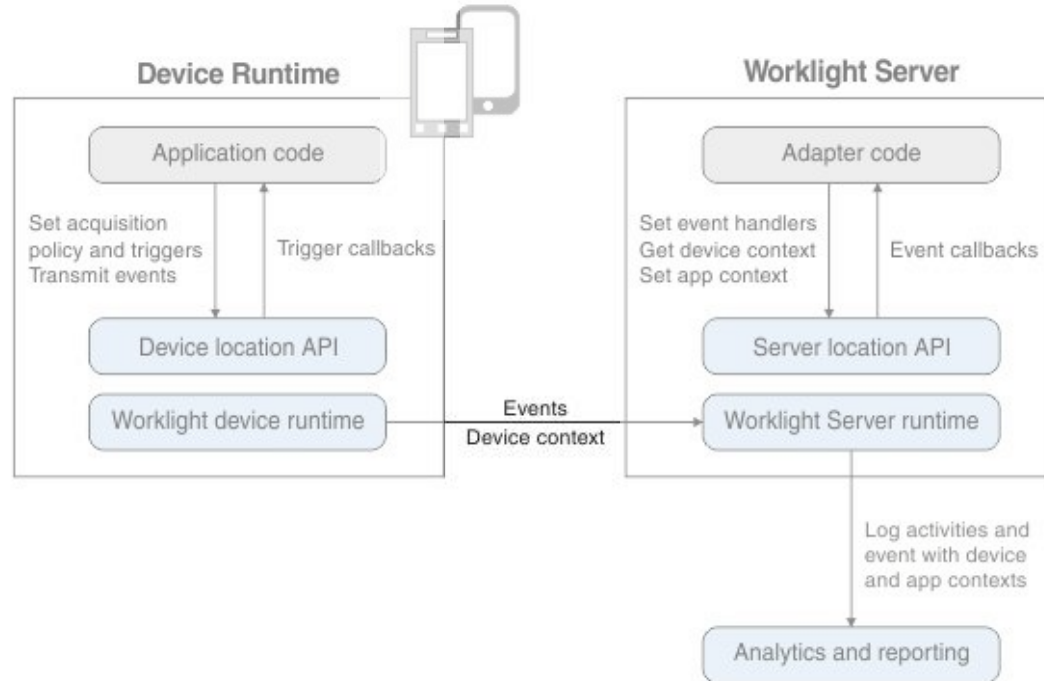 Device Runtime
Application code
Set acquisition
policy and triggers
Transmit events
Trigger callbacks
Device location API
Worklight device runtime
Events
Device context
Worklight Server
Adapter code
Set event handlers
Get device context
Set app context
Event callbacks
Server location API
Worklight Server runtime
Log activities and
event with device
and app contexts
Analytics and reporting